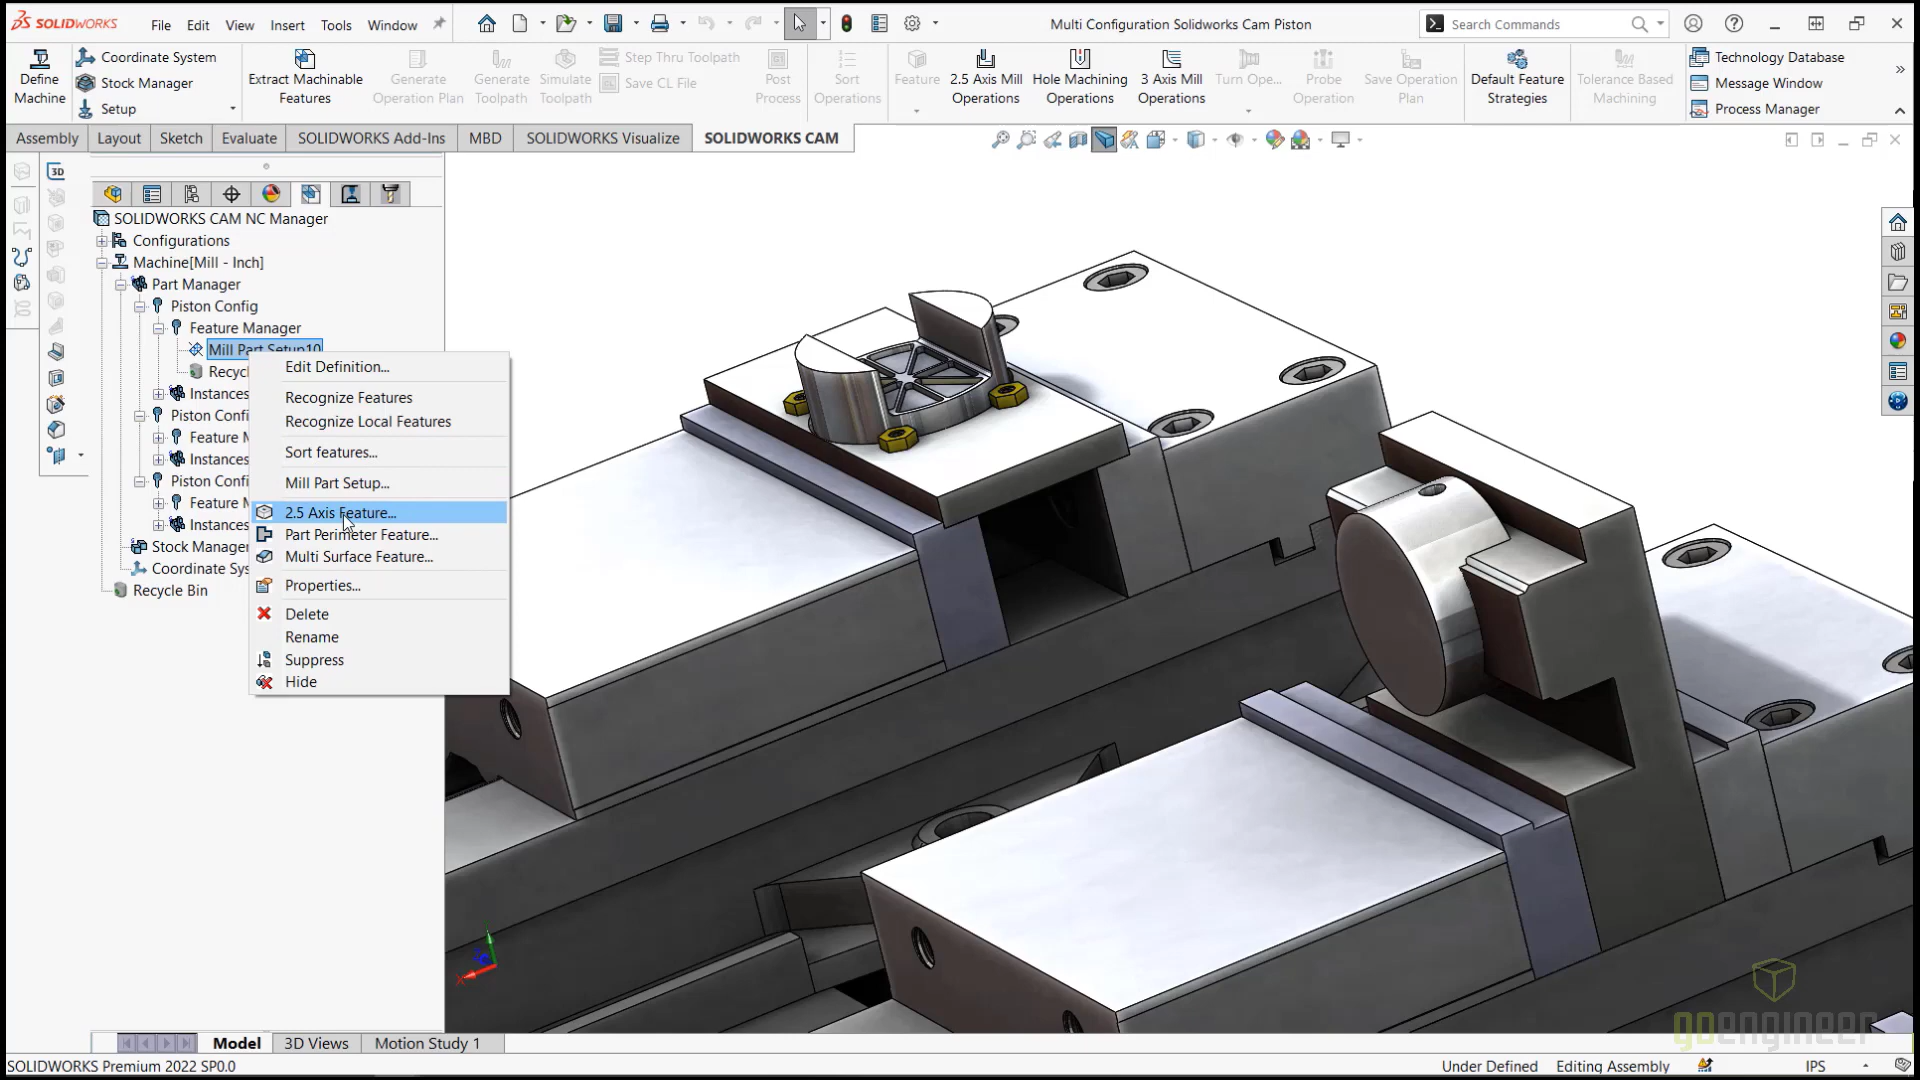 SOLIDWORKS File Edit View Insert Tools Window Multi Configuration Solidworks Cam Piston Search Commands
Define Machine
Coordinate System
Stock Manager
Setup
Extract Machinable Features
Generate Operation Plan
Generate Toolpath
Simulate Toolpath
Step Thru Toolpath
Save CL File
Post Process
Sort Operations
Feature
2.5 Axis Mill Operations
Hole Machining Operations
3 Axis Mill Operations
Turn Ope...
Probe Operation
Save Operation Plan
Default Feature Strategies
Tolerance Based Machining
Technology Database
Message Window
Process Manager
Assembly Layout Sketch Evaluate SOLIDWORKS Add-Ins MBD SOLIDWORKS Visualize SOLIDWORKS CAM
3D
SOLIDWORKS CAM NC Manager
Configurations
Machine[Mill - Inch]
Part Manager
Piston Config
Feature Manager
Mill Part Setup10
Recycl
Instances
Piston Confi
Feature M
Instances
Piston Confi
Feature M
Instances
Stock Manager
Coordinate Sys
Recycle Bin
Edit Definition...
Recognize Features
Recognize Local Features
Sort features...
Mill Part Setup...
2.5 Axis Feature...
Part Perimeter Feature...
Multi Surface Feature...
Properties...
Delete
Rename
Suppress
Hide
goengineer
Model 3D Views Motion Study 1
SOLIDWORKS Premium 2022 SP0.0 Under Defined Editing Assembly IPS